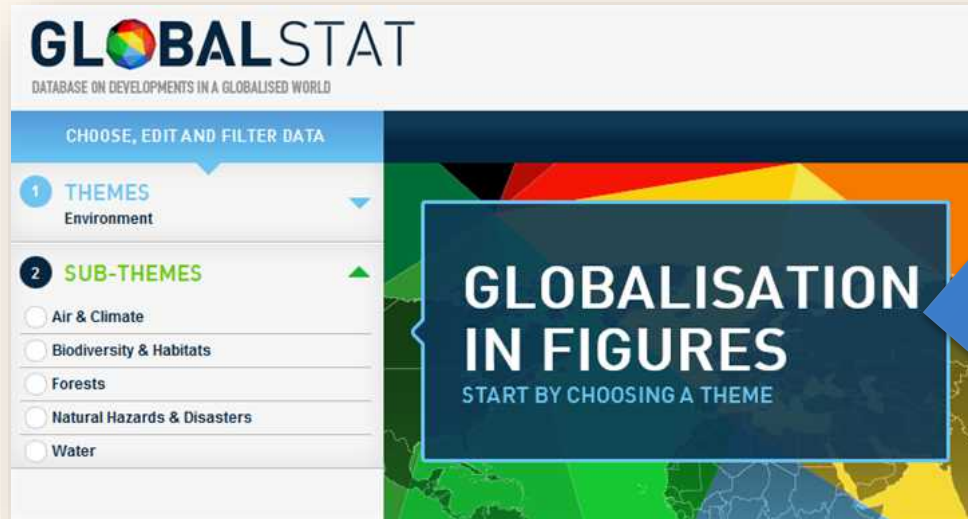 GLOBALSTAT
DATABASE ON DEVELOPMENTS IN A GLOBALISED WORLD
CHOOSE, EDIT AND FILTER DATA
1 THEMES
Environment
2 SUB-THEMES
Air & Climate
Biodiversity & Habitats
Forests
Natural Hazards & Disasters
Water
GLOBALISATION
IN FIGURES
START BY CHOOSING A THEME